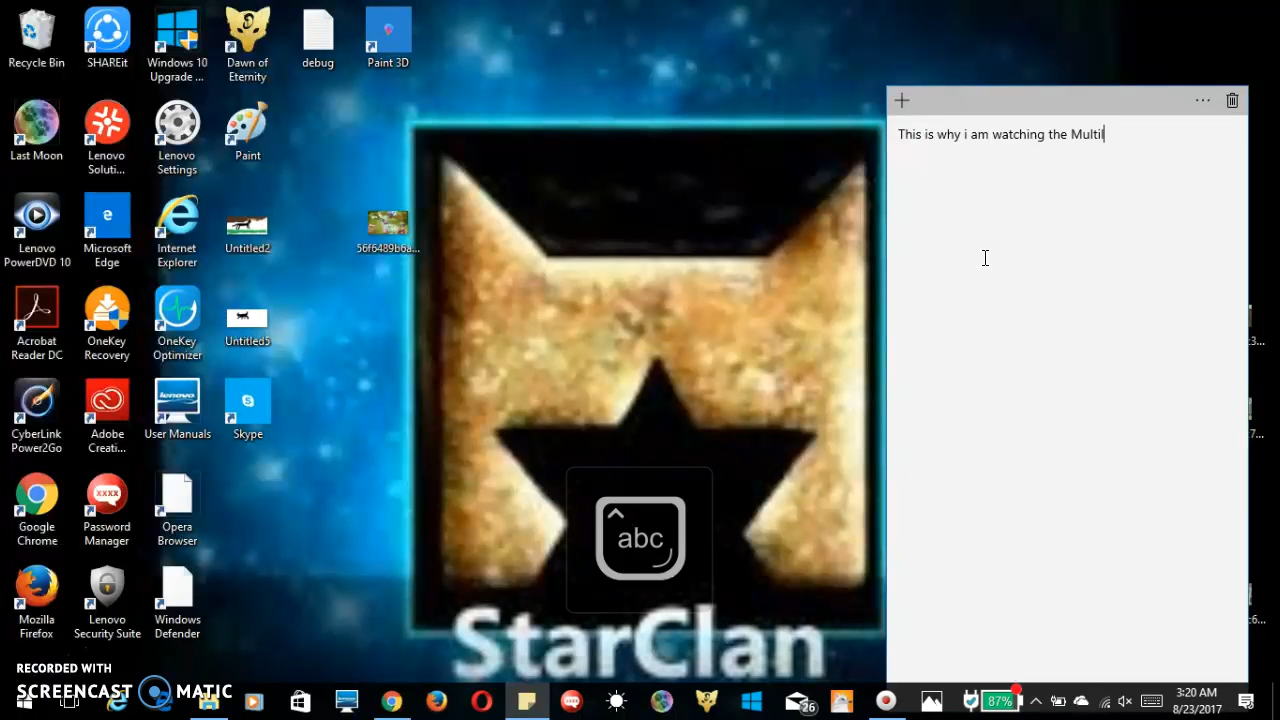 Recycle Bin
SHAREit
Windows 10
Upgrade ...
Dawn of
Eternity
debug
Paint 3D
Last Moon
Lenovo
Soluti...
Lenovo
Settings
Paint
This is why i am watching the Multil
Lenovo
PowerDVD 10
Microsoft
Edge
Internet
Explorer
Untitled2
56f6489b6a...
Acrobat
Reader DC
OneKey
Recovery
OneKey
Optimizer
Untitled5
CyberLink
Power2Go
Adobe
Creati...
lenovo
User Manuals
Skype
Google
Chrome
XXXX
Password
Manager
Opera
Browser
abc
Mozilla
Firefox
Lenovo
Security Suite
Windows
Defender
StarClan
RECORDED WITH
SCREENCAST MATIC
26
87%
3:20 AM
8/23/2017